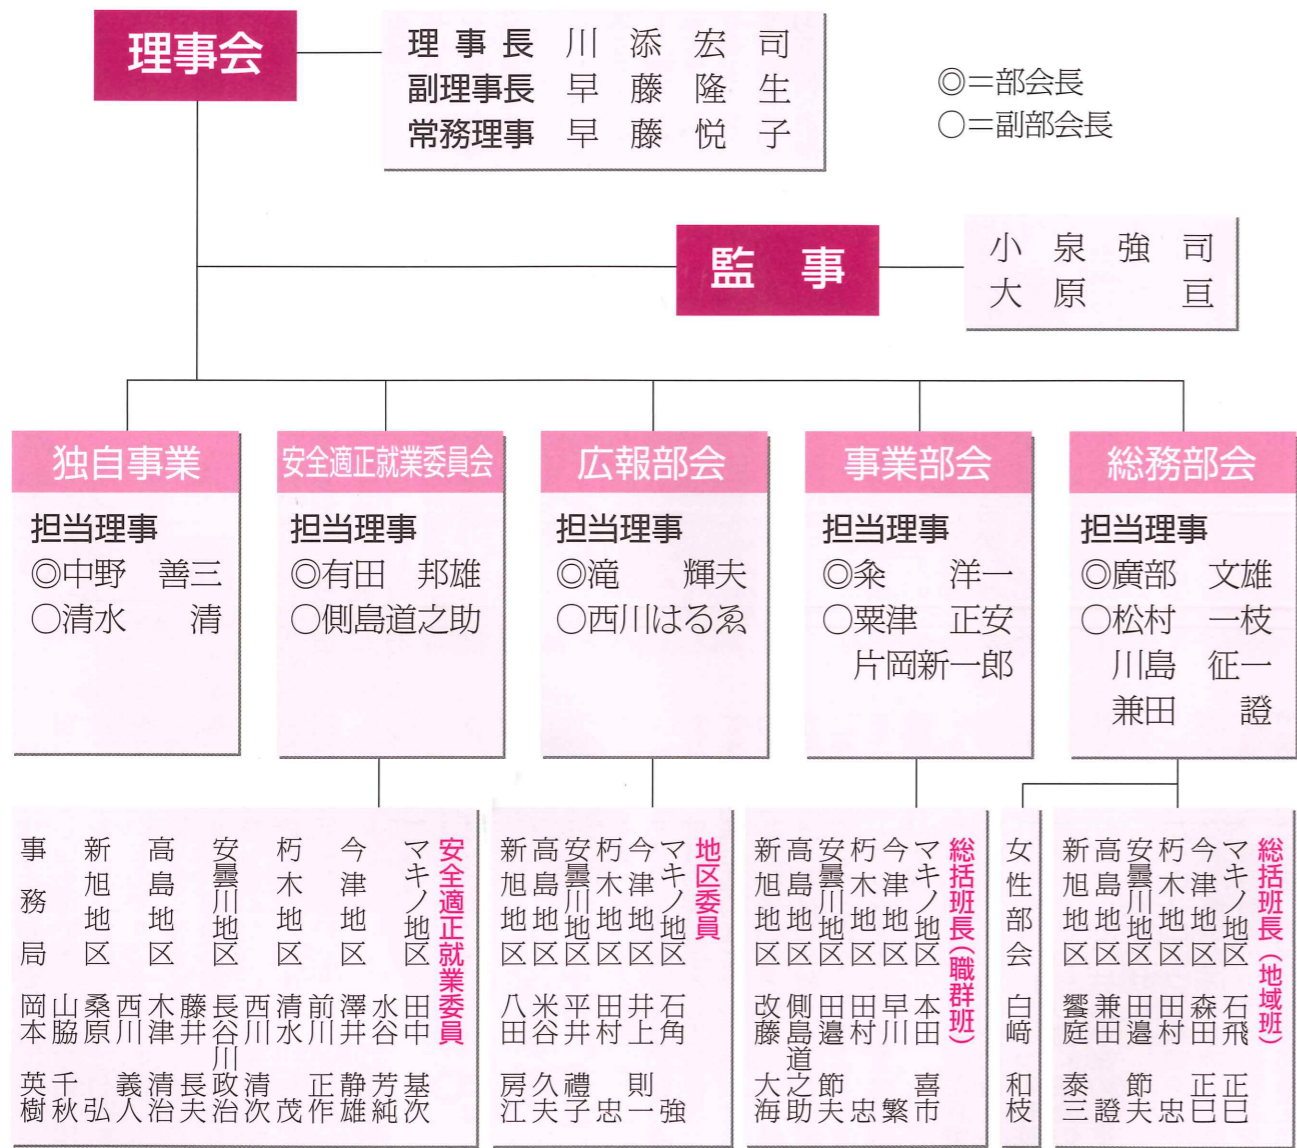 理事会
理事長 川添宏司
副理事長 早藤隆生
常務理事 早藤悦子
◎=部会長
○=副部会長
監事
小泉強司
大原 亘
独自事業
担当理事
◎中野 善三
○清水 清
安全適正就業委員会
担当理事
◎有田 邦雄
○側島道之助
広報部会
担当理事
◎滝 輝夫
○西川はるゑ
事業部会
担当理事
◎粂 洋一
○粟津 正安
片岡新一郎
総務部会
担当理事
◎廣部 文雄
○松村 一枝
川島 征一
兼田 證
安全適正就業委員
マキノ地区 田中 基次
水谷 芳純
今津地区 澤井 静雄
前川 正作
朽木地区 清水 茂
西川 清次
安曇川地区 長谷川政治
藤井 長夫
高島地区 木津 清治
西川 義人
新旭地区 桑原 弘
山脇 千秋
事務局 岡本 英樹
地区委員
マキノ地区 石角 強
今津地区 井上 則一
朽木地区 田村 忠
安曇川地区 平井 禮子
高島地区 米谷 久夫
新旭地区 八田 房江
総括班長(職群班)
マキノ地区 本田 喜市
今津地区 早川 繁
朽木地区 田村 忠
安曇川地区 田邉 節夫
高島地区 側島道之助
新旭地区 改藤 大海
女性部会 白﨑 和枝
総括班長(地域班)
マキノ地区 石飛 正巳
今津地区 森田 正巳
朽木地区 田村 忠
安曇川地区 田邉 節夫
高島地区 兼田 證
新旭地区 饗庭 泰三